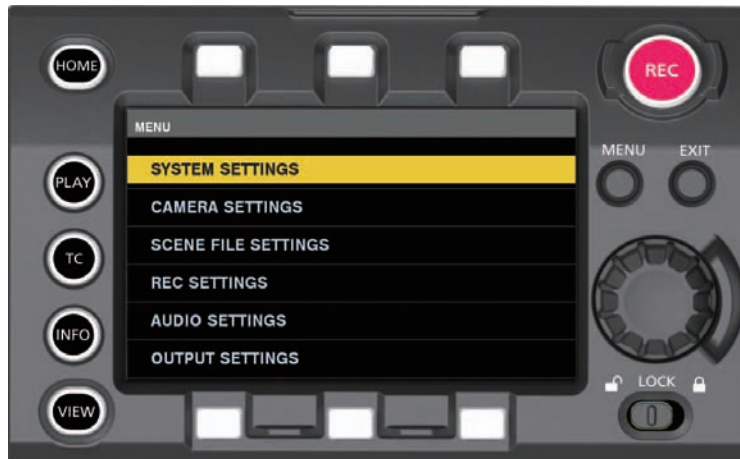 HOME
REC
MENU
MENU EXIT
SYSTEM SETTINGS
PLAY
CAMERA SETTINGS
SCENE FILE SETTINGS
TC
REC SETTINGS
AUDIO SETTINGS
INFO
OUTPUT SETTINGS
LOCK
VIEW